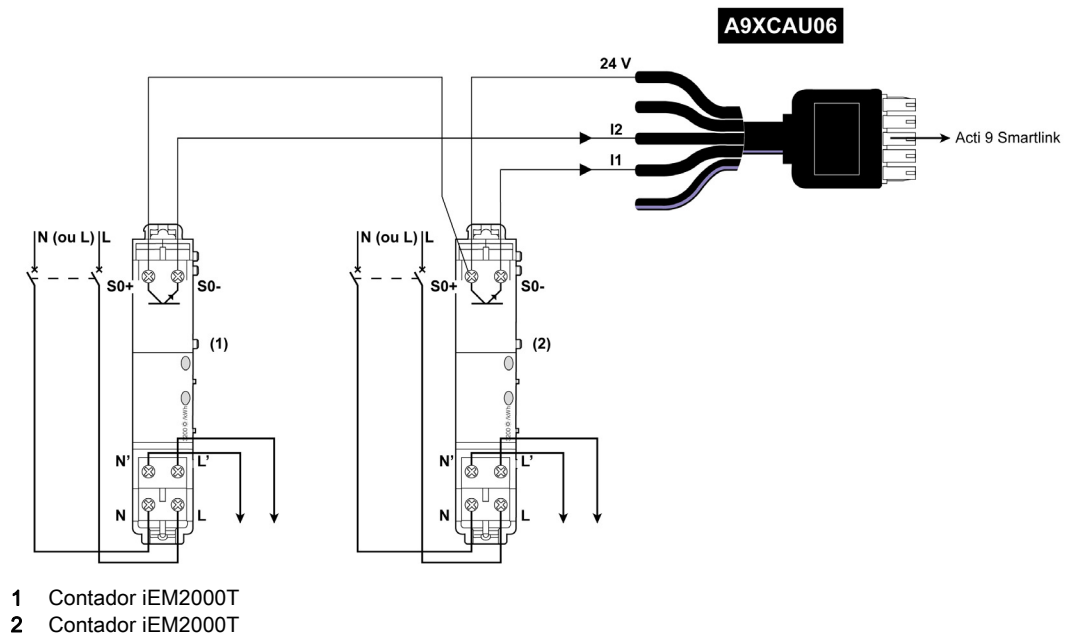 A9XCAU06
24 V
I2
Acti 9 Smartlink
I1
N (ou L) L
N (ou L) L
S0+ S0-
S0+ S0-
(1)
(2)
N' L'
N' L'
N L
N L
1 Contador iEM2000T
2 Contador iEM2000T